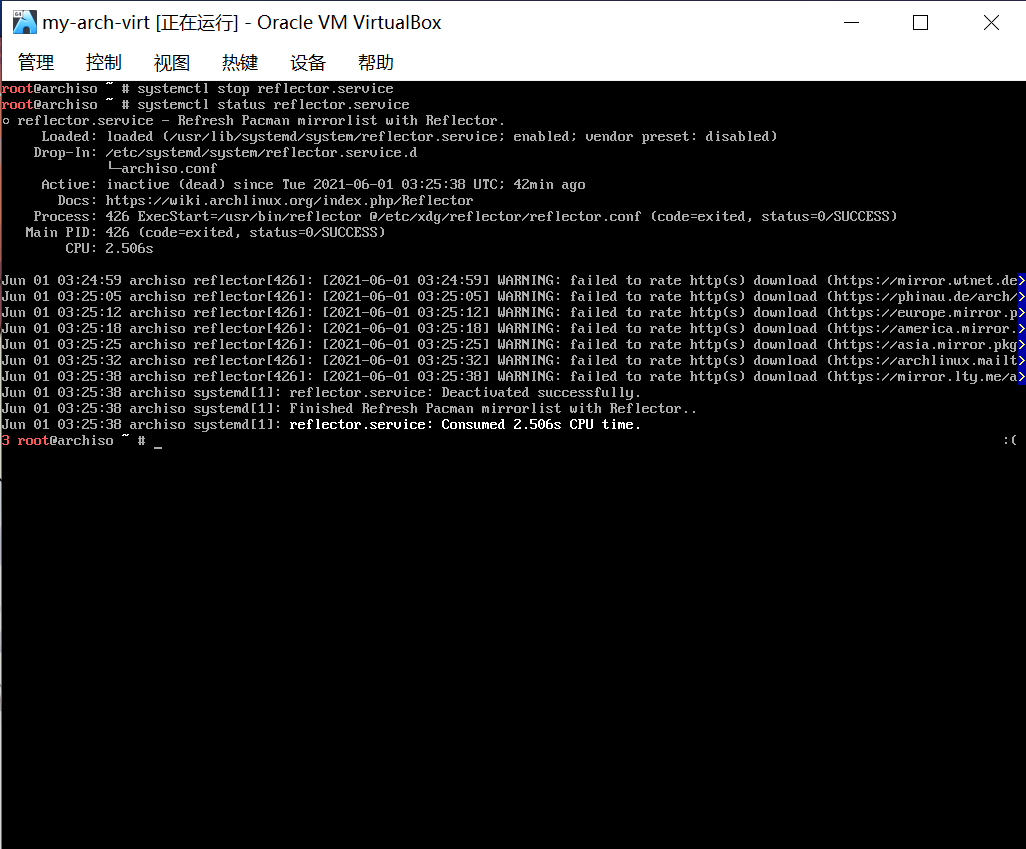 my-arch-virt [正在运行] - Oracle VM VirtualBox
管理 控制 视图 热键 设备 帮助
root@archiso ~ # systemctl stop reflector.service
root@archiso ~ # systemctl status reflector.service
○ reflector.service - Refresh Pacman mirrorlist with Reflector.
Loaded: loaded (/usr/lib/systemd/system/reflector.service; enabled; vendor preset: disabled)
Drop-In: /etc/systemd/system/reflector.service.d
└─archiso.conf
Active: inactive (dead) since Tue 2021-06-01 03:25:38 UTC; 42min ago
Docs: https://wiki.archlinux.org/index.php/Reflector
Process: 426 ExecStart=/usr/bin/reflector @/etc/xdg/reflector/reflector.conf (code=exited, status=0/SUCCESS)
Main PID: 426 (code=exited, status=0/SUCCESS)
CPU: 2.506s
Jun 01 03:24:59 archiso reflector[426]: [2021-06-01 03:24:59] WARNING: failed to rate http(s) download (https://mirror.wtnet.de>
Jun 01 03:25:05 archiso reflector[426]: [2021-06-01 03:25:05] WARNING: failed to rate http(s) download (https://phinau.de/arch/>
Jun 01 03:25:12 archiso reflector[426]: [2021-06-01 03:25:12] WARNING: failed to rate http(s) download (https://europe.mirror.p>
Jun 01 03:25:18 archiso reflector[426]: [2021-06-01 03:25:18] WARNING: failed to rate http(s) download (https://america.mirror.>
Jun 01 03:25:25 archiso reflector[426]: [2021-06-01 03:25:25] WARNING: failed to rate http(s) download (https://asia.mirror.pkg>
Jun 01 03:25:32 archiso reflector[426]: [2021-06-01 03:25:32] WARNING: failed to rate http(s) download (https://archlinux.mailt>
Jun 01 03:25:38 archiso reflector[426]: [2021-06-01 03:25:38] WARNING: failed to rate http(s) download (https://mirror.lty.me/a>
Jun 01 03:25:38 archiso systemd[1]: reflector.service: Deactivated successfully.
Jun 01 03:25:38 archiso systemd[1]: Finished Refresh Pacman mirrorlist with Reflector..
Jun 01 03:25:38 archiso systemd[1]: reflector.service: Consumed 2.506s CPU time.
3 root@archiso ~ # _ :(